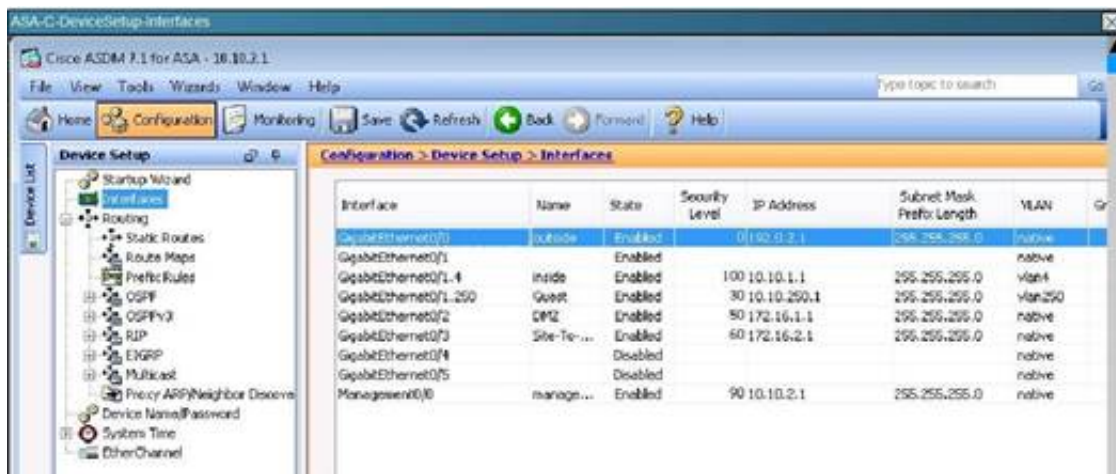 ASA-C-DeviceSetup-Interfaces
Cisco ASDM 7.1 for ASA - 10.10.2.1
File View Tools Wizards Window Help Type topic to search Go
Home Configuration Monitoring Save Refresh Back Forward Help
Device List
Device Setup
Startup Wizard
Interfaces
Routing
Static Routes
Route Maps
Prefix Rules
OSPF
OSPFv3
RIP
EIGRP
Multicast
Proxy ARP/Neighbor Discove
Device Name/Password
System Time
EtherChannel
Configuration > Device Setup > Interfaces
Interface Name State Security Level IP Address Subnet Mask Prefix Length VLAN Gr
GigabitEthernet0/0 outside Enabled 0 192.0.2.1 255.255.255.0 native
GigabitEthernet0/1 Enabled native
GigabitEthernet0/1.4 inside Enabled 100 10.10.1.1 255.255.255.0 vlan4
GigabitEthernet0/1.250 Guest Enabled 30 10.10.250.1 255.255.255.0 vlan250
GigabitEthernet0/2 DMZ Enabled 50 172.16.1.1 255.255.255.0 native
GigabitEthernet0/3 Site-To-... Enabled 60 172.16.2.1 255.255.255.0 native
GigabitEthernet0/4 Disabled native
GigabitEthernet0/5 Disabled native
Management0/0 manage... Enabled 90 10.10.2.1 255.255.255.0 native